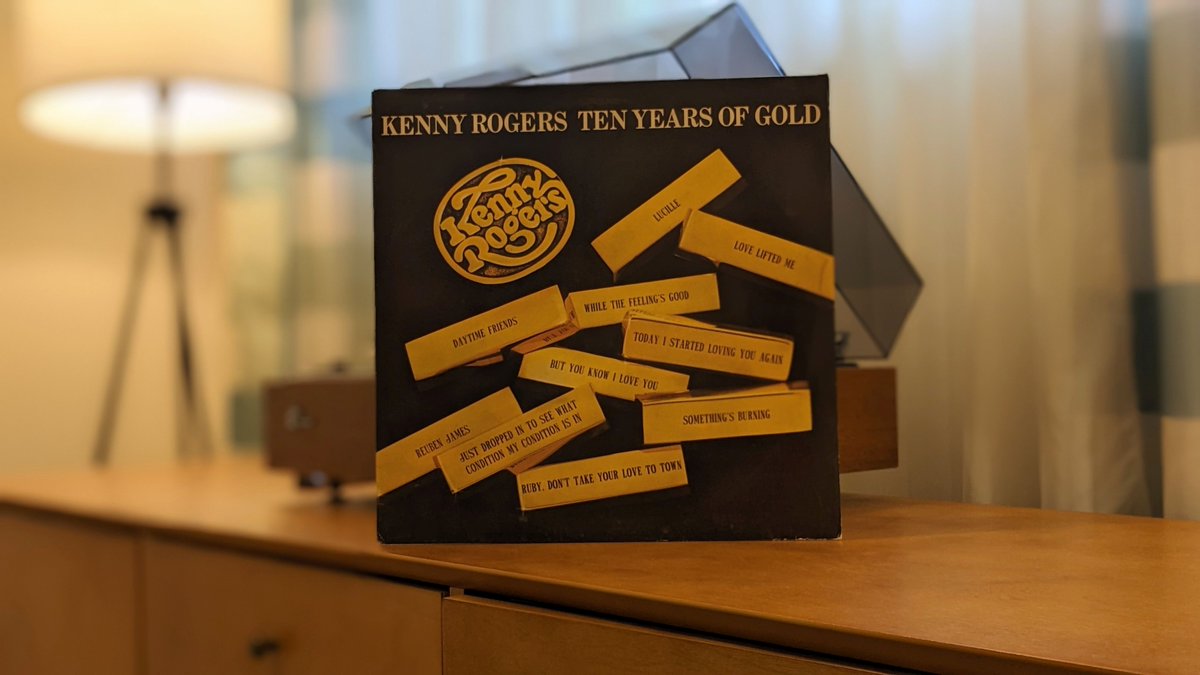 KENNY ROGERS TEN YEARS OF GOLD
Kenny
Rogers
LUCILLE
LOVE LIFTED ME
WHILE THE FEELING'S GOOD
DAYTIME FRIENDS
TODAY I STARTED LOVING YOU AGAIN
BUT YOU KNOW I LOVE YOU
SOMETHING'S BURNING
REUBEN JAMES
JUST DROPPED IN TO SEE WHAT
CONDITION MY CONDITION IS IN
RUBY, DON'T TAKE YOUR LOVE TO TOWN